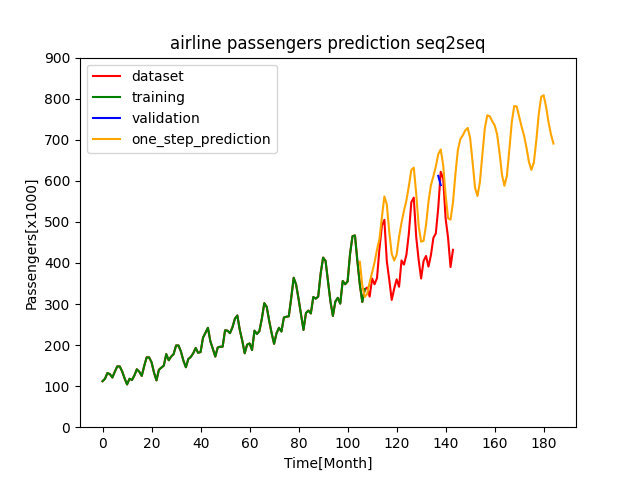 airline passengers prediction seq2seq
dataset
training
validation
one_step_prediction
Passengers[x1000]
900
800
700
600
500
400
300
200
100
0
0 20 40 60 80 100 120 140 160 180
Time[Month]